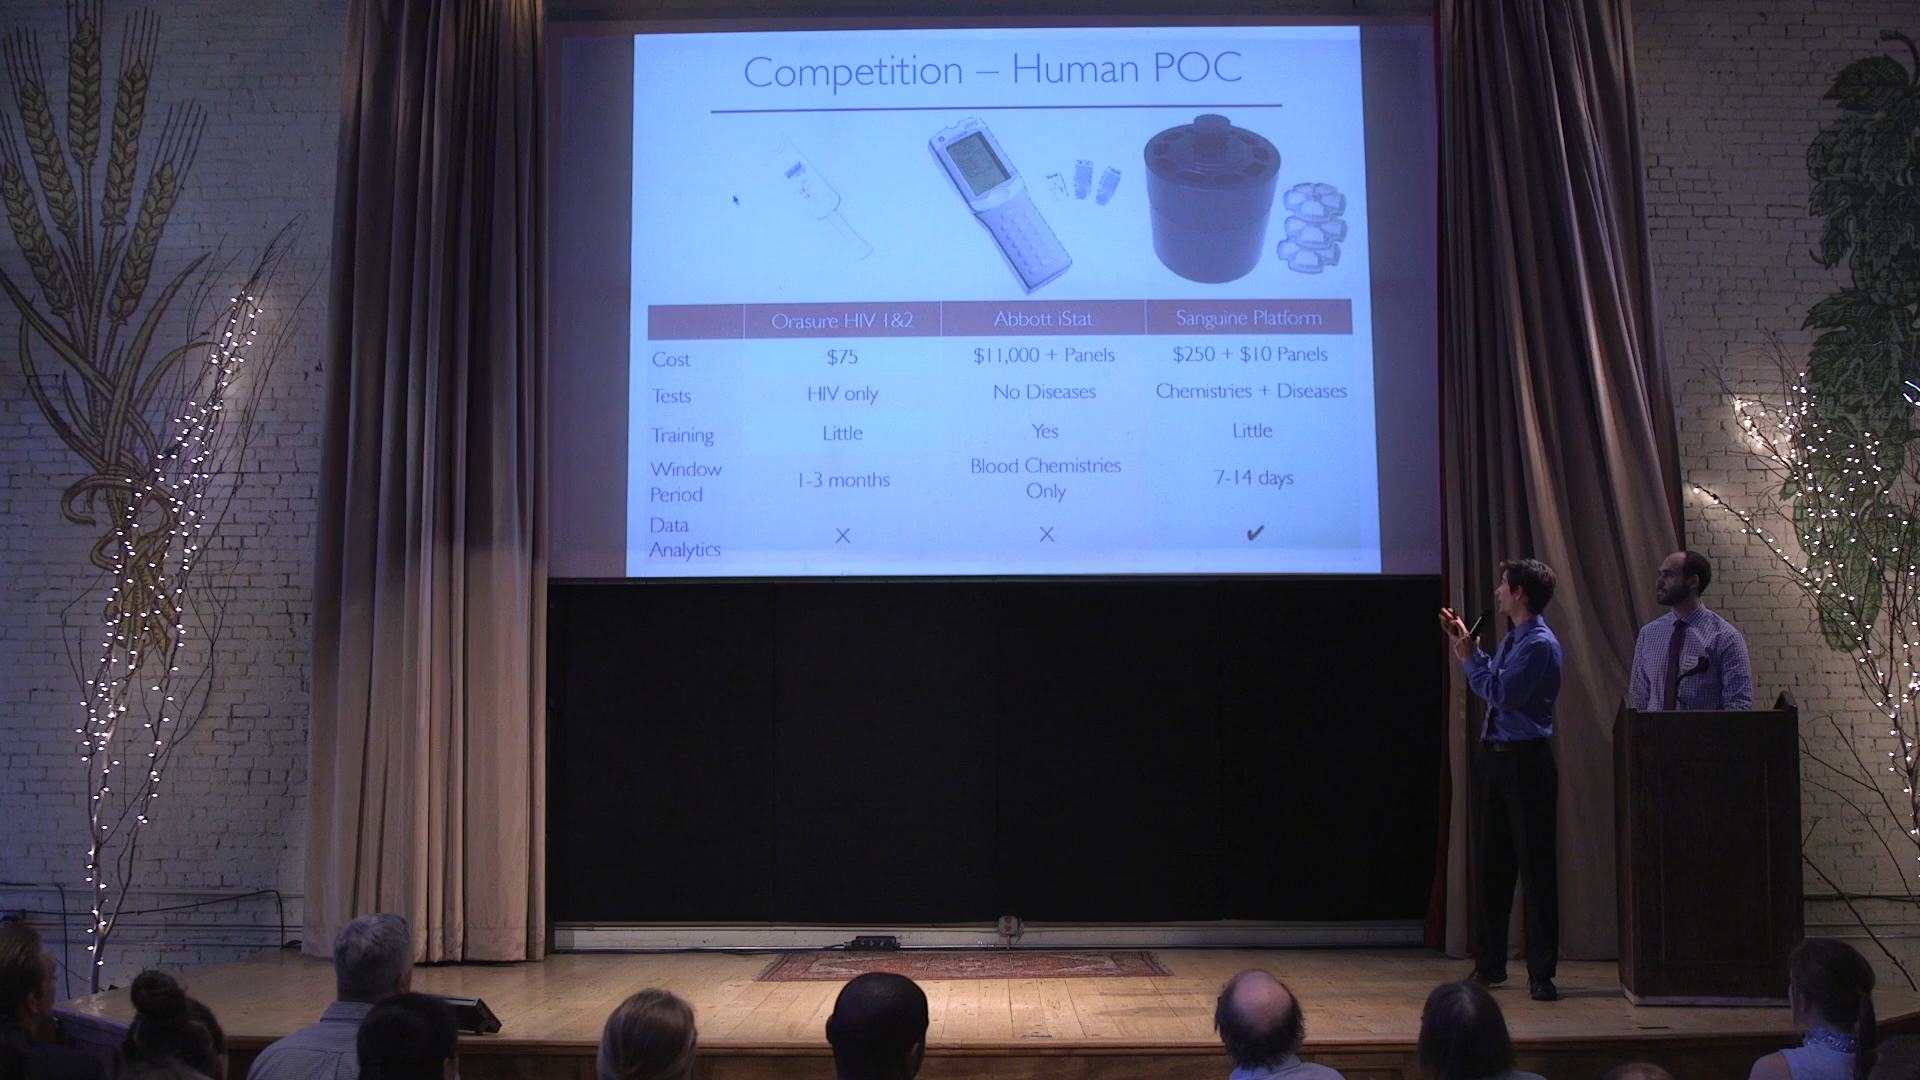 Competition – Human POC
Orasure HIV 1&2 Abbott iStat Sanguine Platform
Cost $75 $11,000 + Panels $250 + $10 Panels
Tests HIV only No Diseases Chemistries + Diseases
Training Little Yes Little
Window Period 1-3 months Blood Chemistries Only 7-14 days
Data Analytics X X ✔